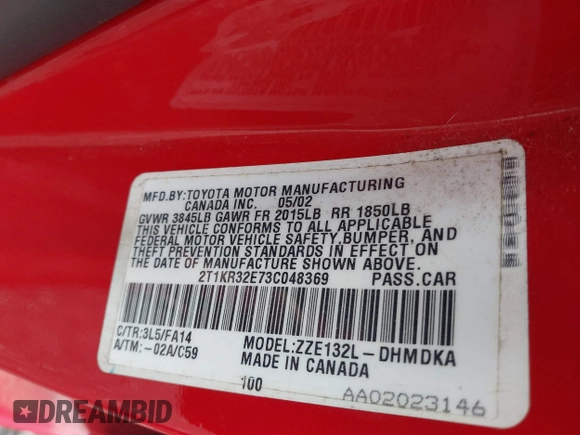 MFD.BY:TOYOTA MOTOR MANUFACTURING
CANADA INC. 05/02
GVWR 3845LB GAWR FR 2015LB RR 1850LB
THIS VEHICLE CONFORMS TO ALL APPLICABLE
FEDERAL MOTOR VEHICLE SAFETY,BUMPER, AND
THEFT PREVENTION STANDARDS IN EFFECT ON
THE DATE OF MANUFACTURE SHOWN ABOVE.
2T1KR32E73C048369 PASS.CAR
C/TR:3L5/FA14 MODEL:ZZE132L-DHMDKA
A/TM:-02A/C59 MADE IN CANADA
100 AA02023146
DREAMBID